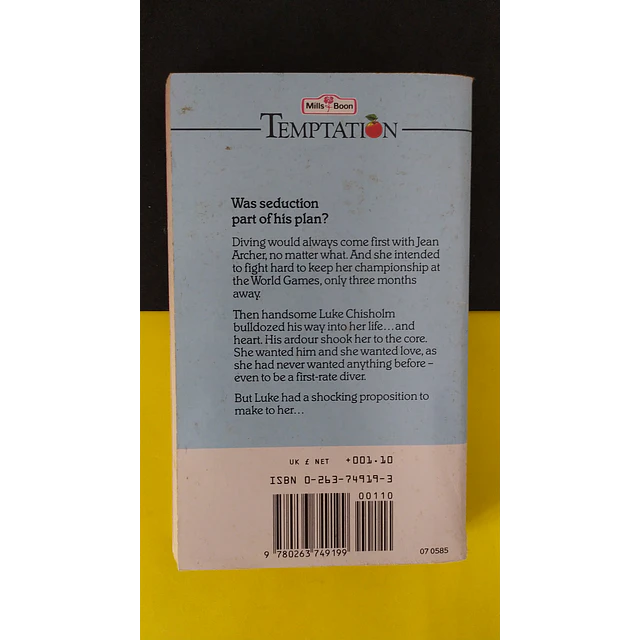 Mills & Boon
TEMPTATION
Was seduction
part of his plan?
Diving would always come first with Jean
Archer, no matter what. And she intended
to fight hard to keep her championship at
the World Games, only three months
away.
Then handsome Luke Chisholm
bulldozed his way into her life...and
heart. His ardour shook her to the core.
She wanted him and she wanted love, as
she had never wanted anything before –
even to be a first-rate diver.
But Luke had a shocking proposition to
make to her...
UK £ NET +001.10
ISBN 0-263-74919-3
00110
9 780263 749199
07 0585